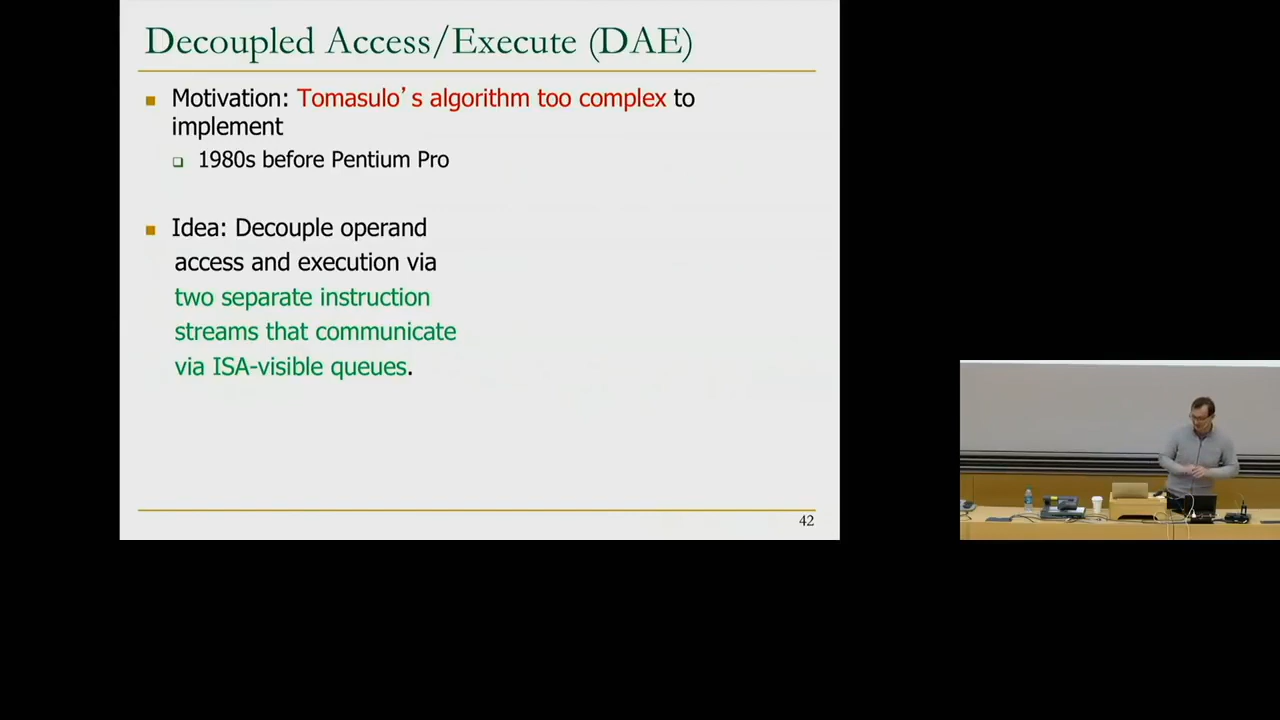 Decoupled Access/Execute (DAE)
Motivation: Tomasulo's algorithm too complex to
implement
1980s before Pentium Pro
Idea: Decouple operand
access and execution via
two separate instruction
streams that communicate
via ISA-visible queues.
42